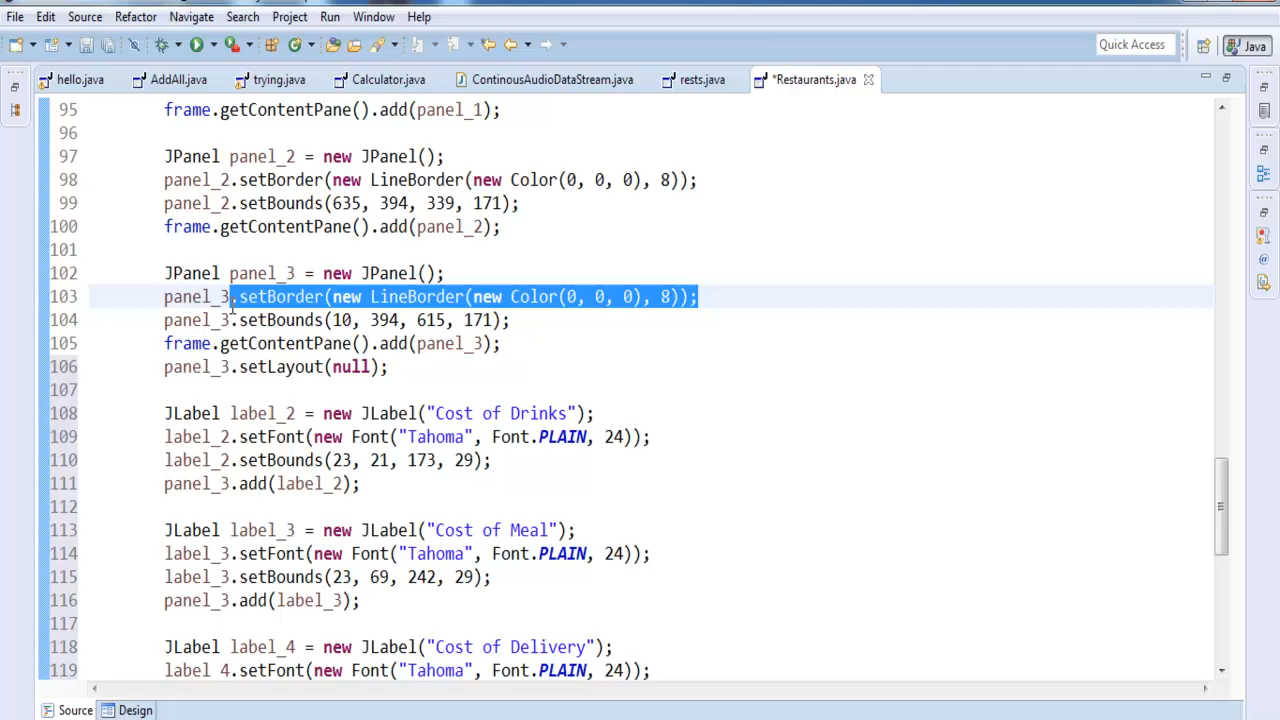 File Edit Source Refactor Navigate Search Project Run Window Help
Quick Access Java
hello.java AddAll.java trying.java Calculator.java ContinousAudioDataStream.java rests.java *Restaurants.java
95 frame.getContentPane().add(panel_1);
96
97 JPanel panel_2 = new JPanel();
98 panel_2.setBorder(new LineBorder(new Color(0, 0, 0), 8));
99 panel_2.setBounds(635, 394, 339, 171);
100 frame.getContentPane().add(panel_2);
101
102 JPanel panel_3 = new JPanel();
103 panel_3.setBorder(new LineBorder(new Color(0, 0, 0), 8));
104 panel_3.setBounds(10, 394, 615, 171);
105 frame.getContentPane().add(panel_3);
106 panel_3.setLayout(null);
107
108 JLabel label_2 = new JLabel("Cost of Drinks");
109 label_2.setFont(new Font("Tahoma", Font.PLAIN, 24));
110 label_2.setBounds(23, 21, 173, 29);
111 panel_3.add(label_2);
112
113 JLabel label_3 = new JLabel("Cost of Meal");
114 label_3.setFont(new Font("Tahoma", Font.PLAIN, 24));
115 label_3.setBounds(23, 69, 242, 29);
116 panel_3.add(label_3);
117
118 JLabel label_4 = new JLabel("Cost of Delivery");
119 label_4.setFont(new Font("Tahoma", Font.PLAIN, 24));
Source Design